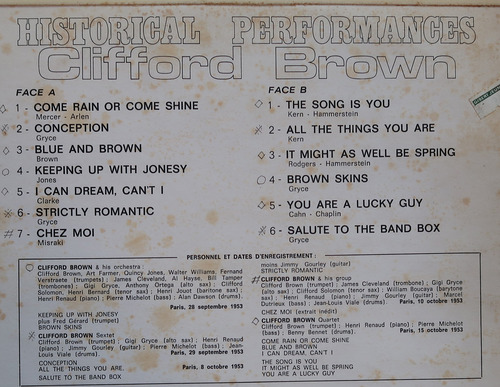 HISTORICAL PERFORMANCES
Clifford Brown
FACE A
1 - COME RAIN OR COME SHINE
Mercer - Arlen
2 - CONCEPTION
Gryce
3 - BLUE AND BROWN
Brown
4 - KEEPING UP WITH JONESY
Jones
5 - I CAN DREAM, CAN'T I
Clarke
6 - STRICTLY ROMANTIC
Gryce
7 - CHEZ MOI
Misraki
FACE B
1 - THE SONG IS YOU
Kern - Hammerstein
2 - ALL THE THINGS YOU ARE
Kern
3 - IT MIGHT AS WELL BE SPRING
Rodgers - Hammerstein
4 - BROWN SKINS
Gryce
5 - YOU ARE A LUCKY GUY
Cahn - Chaplin
6 - SALUTE TO THE BAND BOX
Gryce
PERSONNEL ET DATES D'ENREGISTREMENT :
CLIFFORD BROWN & his orchestra :
Clifford Brown, Art Farmer, Quincy Jones, Walter Williams, Fernand
Verstraete (trumpets) ; James Cleveland, Al Hayse, Bill Tamper
(trombones) ; Gigi Gryce, Anthony Ortega (alto sax) ; Clifford
Solomon, Henri Bernard (tenor sax) ; Henri Jouot (baritone sax) ;
Henri Renaud (piano) ; Pierre Michelot (bass) ; Alan Dawson (drums).
Paris, 28 septembre 1953
KEEPING UP WITH JONESY
plus Fred Gérard (trumpet)
BROWN SKINS
CLIFFORD BROWN Sextet
Clifford Brown (trumpet) ; Gigi Gryce (alto sax) ; Henri Renaud
(piano) ; Jimmy Gourley (guitar) ; Pierre Michelot (bass) ; Jean-
Louis Viale (drums) Paris, 29 septembre 1953
CONCEPTION
ALL THE THINGS YOU ARE. Paris, 8 octobre 1953
SALUTE TO THE BAND BOX
moins Jimmy Gourley (guitar)
STRICTLY ROMANTIC
CLIFFORD BROWN & his group
Clifford Brown (trumpet) ; James Cleveland (trombone) ; Gigi Gryce
(alto sax) ; Clifford Solomon (tenor sax) ; William Boucaya (barytone
sax) ; Henri Renaud (piano) ; Jimmy Gourley (guitar) ; Marcel
Dutrieux (bass) ; Jean-Louis Viale (drums). Paris, 10 octobre 1953
CHEZ MOI (extrait inédit)
CLIFFORD BROWN Quartet
Clifford Brown (trumpet) ; Henri Renaud (piano) ; Pierre Michelot
(bass) ; Benny Bennet (drums). Paris, 15 octobre 1953
COME RAIN OR COME SHINE
BLUE AND BROWN
I CAN DREAM, CAN'T I
THE SONG IS YOU
IT MIGHT AS WELL BE SPRING
YOU ARE A LUCKY GUY